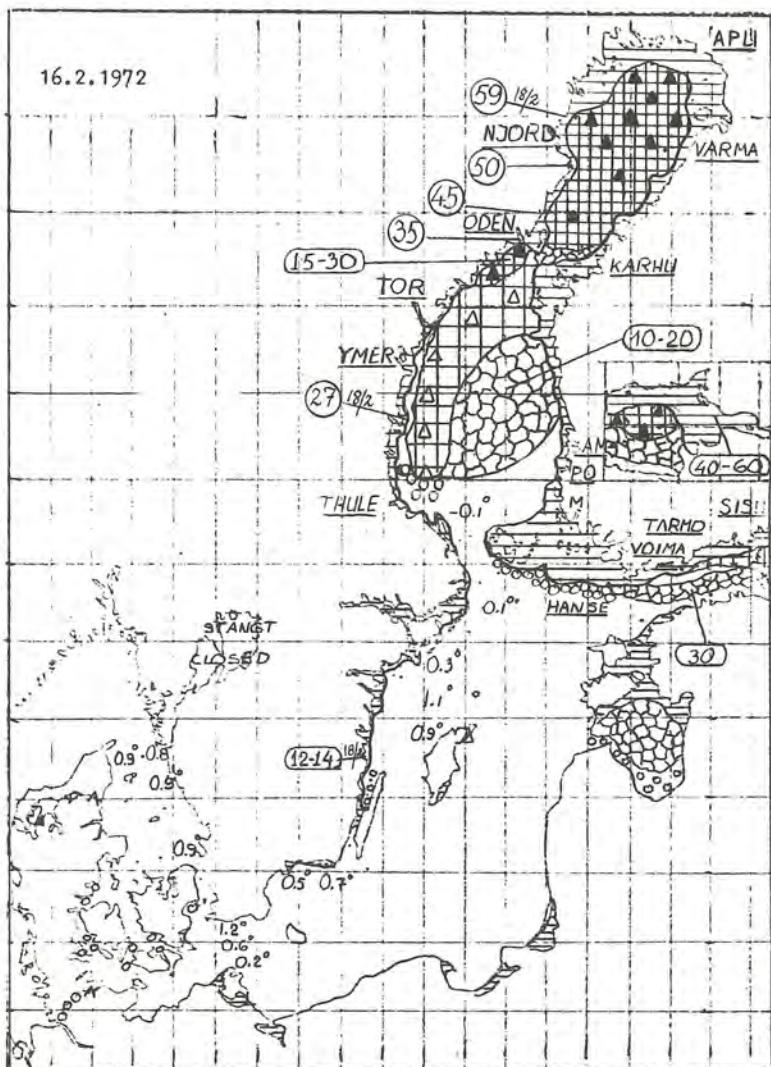 APLI
16.2.1972
59 18/2
NJORD
VARMA
50
45
ODEN
35
15-30
KARHU
TOR
10-20
YMER
27 18/2
AM
40-60
PÖ
THULE
-0.1°
M
SISU
TARMO
VOIMA
0.1°
HANSE
STÅNGT
0.3°
30
CLOSED
1.1°
0.9°
0.8
0.9°
12-14 18/2
0.9°
0.9
0.5° 0.7°
1.2°
0.6°
0.2°